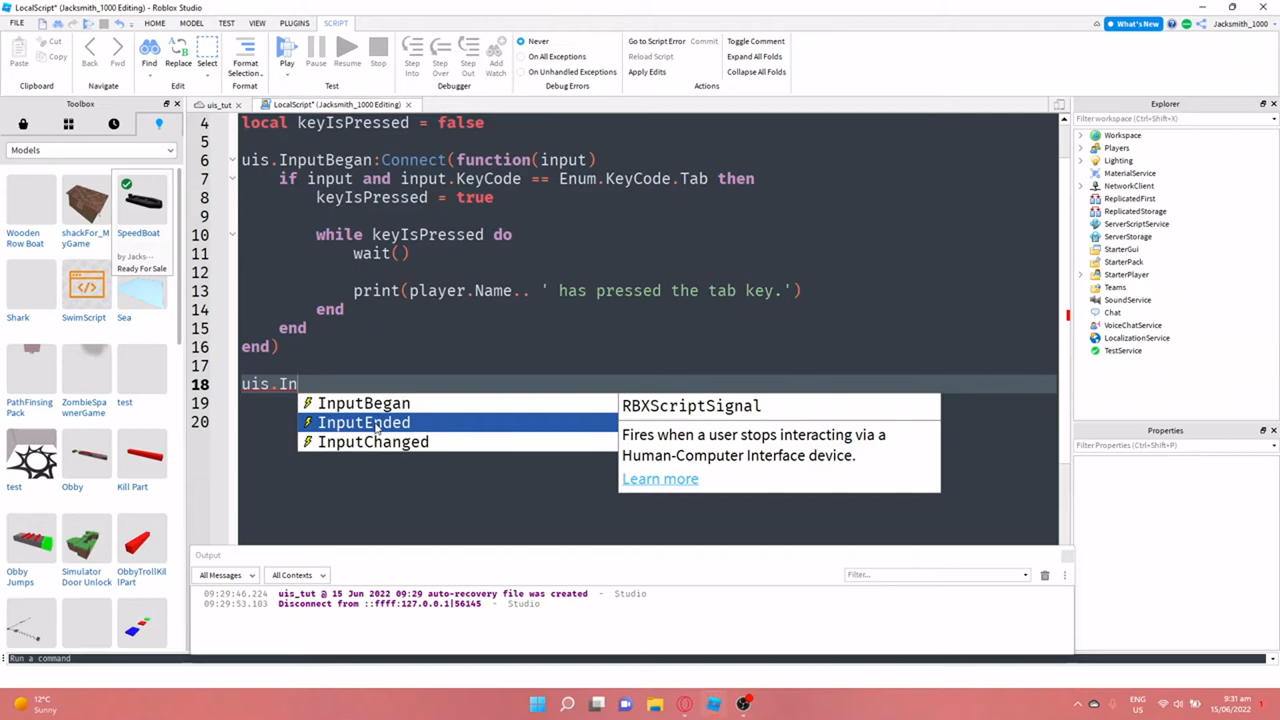 LocalScript* (Jacksmith_1000 Editing) - Roblox Studio
FILE HOME MODEL TEST VIEW PLUGINS SCRIPT What's New Jacksmith_1000
Paste Cut Copy Back Fwd Find Replace Select Format Selection... Play Pause Resume Stop Step Into Step Over Step Out Add Watch
Never
On All Exceptions
On Unhandled Exceptions
Go to Script Error Commit
Reload Script
Apply Edits
Toggle Comment
Expand All Folds
Collapse All Folds
Clipboard Navigate Edit Format Test Debugger Debug Errors Actions
Toolbox
Models
Wooden Row Boat
shackFor_MyGame
SpeedBoat
by Jacks...
Ready For Sale
Shark
SwimScript
Sea
PathFinsing Pack
ZombieSpawnerGame
test
test
Obby
Kill Part
Obby Jumps
Simulator Door Unlock
ObbyTrollKillPart
uis_tut LocalScript* (Jacksmith_1000 Editing)
4 local keyIsPressed = false
5
6 uis.InputBegan:Connect(function(input)
7 if input and input.KeyCode == Enum.KeyCode.Tab then
8 keyIsPressed = true
9
10 while keyIsPressed do
11 wait()
12
13 print(player.Name.. ' has pressed the tab key.')
14 end
15 end
16 end)
17
18 uis.In
19
20
InputBegan
InputEnded
InputChanged
RBXScriptSignal
Fires when a user stops interacting via a
Human-Computer Interface device.
Learn more
Output
All Messages All Contexts Filter...
09:29:46.224 uis_tut @ 15 Jun 2022 09:29 auto-recovery file was created - Studio
09:29:53.103 Disconnect from ::ffff:127.0.0.1|56145 - Studio
Run a command
Explorer
Filter workspace (Ctrl+Shift+X)
Workspace
Players
Lighting
MaterialService
NetworkClient
ReplicatedFirst
ReplicatedStorage
ServerScriptService
ServerStorage
StarterGui
StarterPack
StarterPlayer
Teams
SoundService
Chat
VoiceChatService
LocalizationService
TestService
Properties
Filter Properties (Ctrl+Shift+P)
12°C
Sunny
ENG
US
9:31 am
15/06/2022